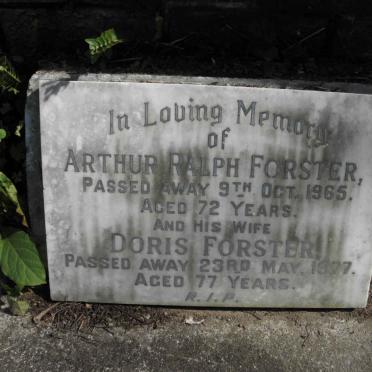 In Loving Memory
of
ARTHUR RALPH FORSTER,
PASSED AWAY 9TH OCT. 1965.
AGED 72 YEARS.
AND HIS WIFE
DORIS FORSTER,
PASSED AWAY 23RD MAY. 1977.
AGED 77 YEARS.
R.I.P.